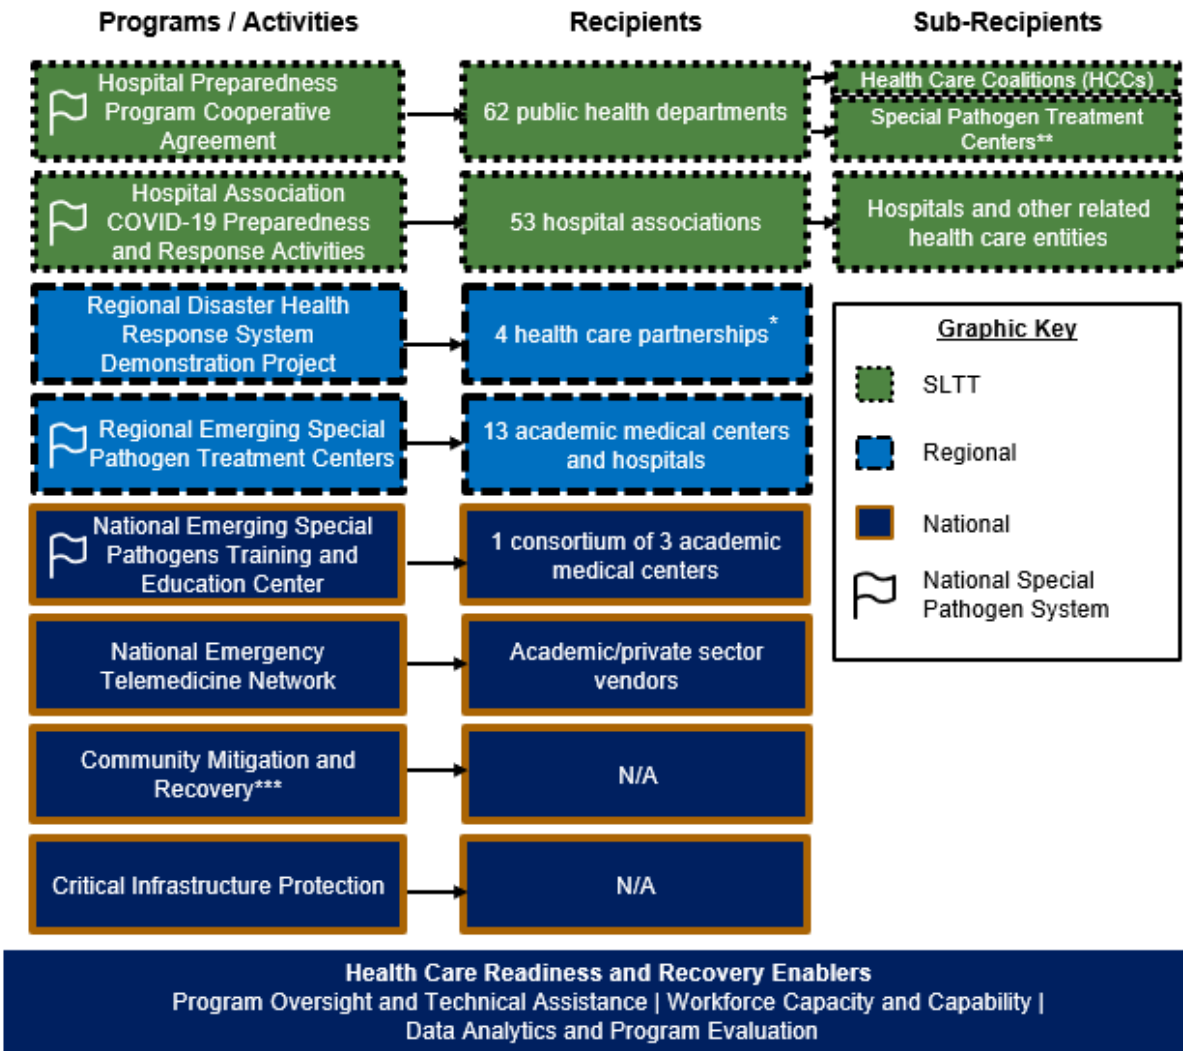 Programs / Activities
Recipients
Sub-Recipients
Hospital Preparedness
Program Cooperative
Agreement
62 public health departments
Health Care Coalitions (HCCs)
Special Pathogen Treatment
Centers**
Hospital Association
COVID-19 Preparedness
and Response Activities
53 hospital associations
Hospitals and other related
health care entities
Regional Disaster Health
Response System
Demonstration Project
4 health care partnerships*
Regional Emerging Special
Pathogen Treatment Centers
13 academic medical centers
and hospitals
National Emerging Special
Pathogens Training and
Education Center
1 consortium of 3 academic
medical centers
National Emergency
Telemedicine Network
Academic/private sector
vendors
Community Mitigation and
Recovery***
N/A
Critical Infrastructure Protection
N/A
Graphic Key
SLTT
Regional
National
National Special
Pathogen System
Health Care Readiness and Recovery Enablers
Program Oversight and Technical Assistance | Workforce Capacity and Capability |
Data Analytics and Program Evaluation